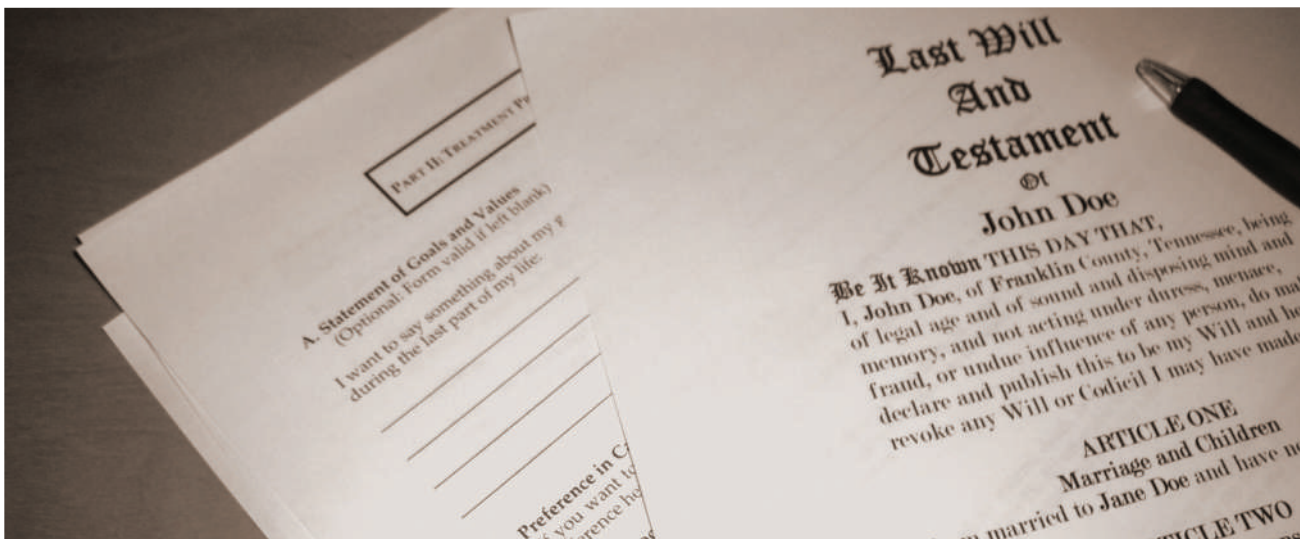 PART II: TREATMENT
A. Statement of Goals and Values
(Optional: Form valid if left blank)
I want to say something about my
during the last part of my life:
Preference in
you want to
Last Will
And
Testament
Of
John Doe
Be It Known THIS DAY THAT,
I, John Doe, of Franklin County, Tennessee, being
of legal age and of sound and disposing mind and
memory, and not acting under duress, menace,
fraud, or undue influence of any person, do
declare and publish this to be my Will and
revoke any Will or Codicil I may have made
ARTICLE ONE
Marriage and Children
married to Jane Doe and have
TWO